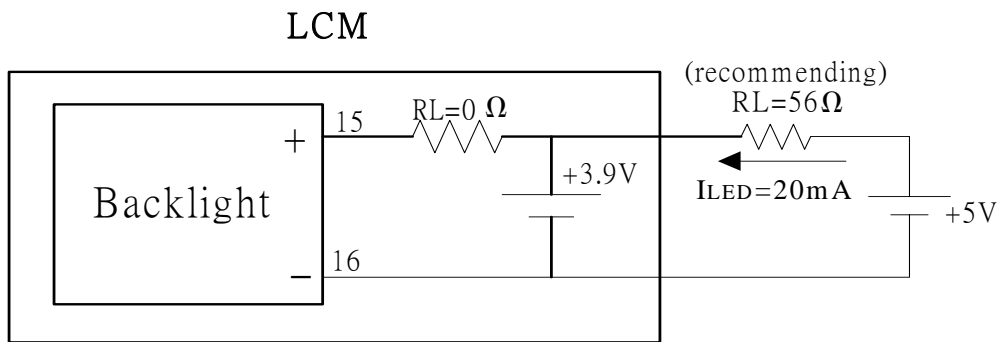 LCM
(recommending)
RL=56Ω
15
RL=0 Ω
+
+3.9V
ILED=20mA
Backlight
+5V
16
−